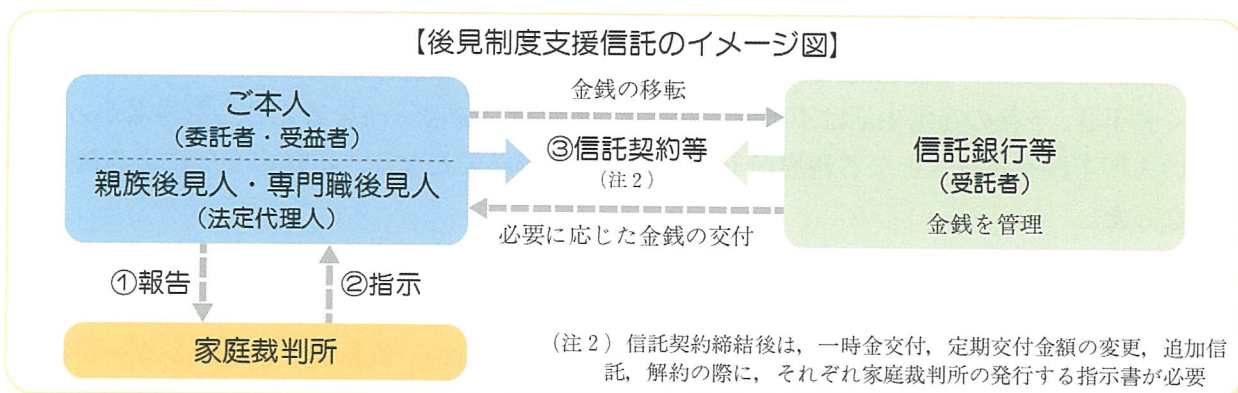 【後見制度支援信託のイメージ図】
ご本人
（委託者・受益者）
親族後見人・専門職後見人
（法定代理人）
金銭の移転
③信託契約等
（注２）
必要に応じた金銭の交付
信託銀行等
（受託者）
金銭を管理
①報告
②指示
家庭裁判所
（注２）信託契約締結後は，一時金交付，定期交付金額の変更，追加信
託，解約の際に，それぞれ家庭裁判所の発行する指示書が必要